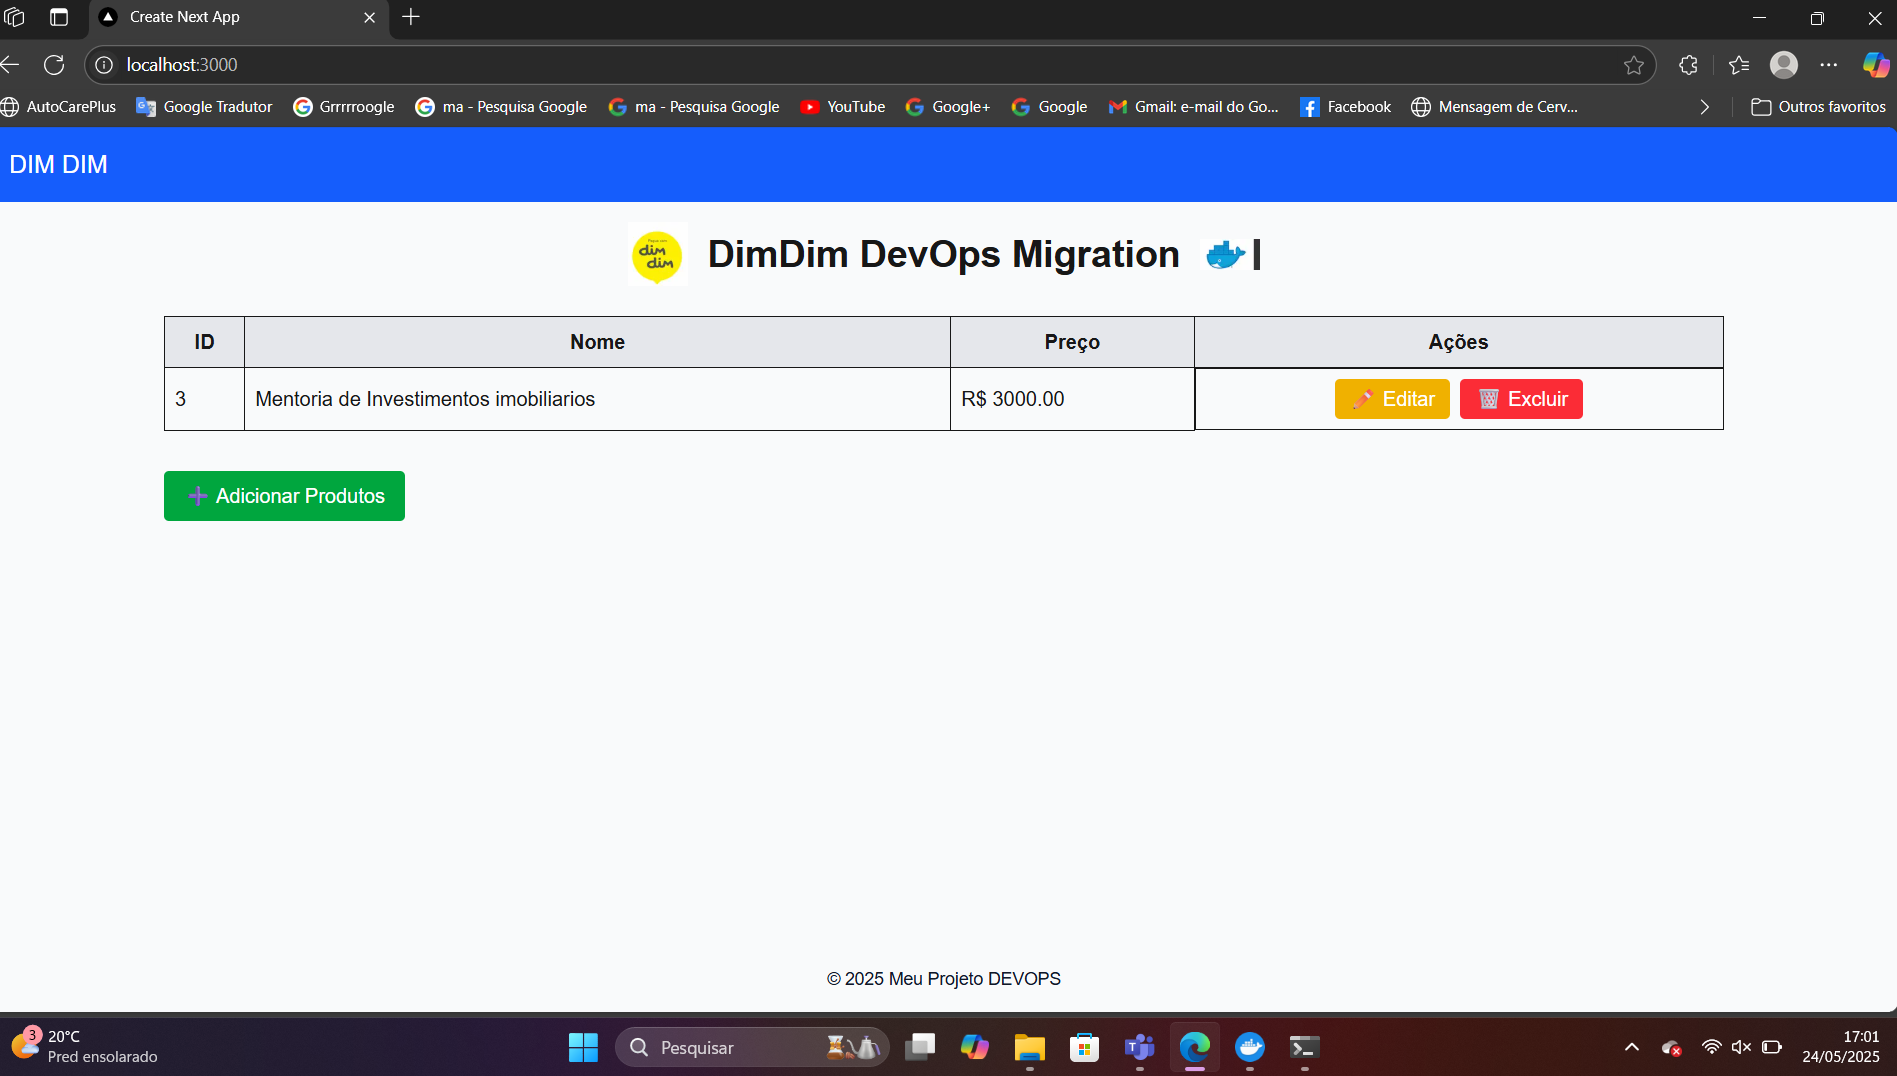 Create Next App
localhost:3000
AutoCarePlus Google Tradutor Grrrrroogle ma - Pesquisa Google ma - Pesquisa Google YouTube Google+ Google Gmail: e-mail do Go... Facebook Mensagem de Cerv... Outros favoritos
DIM DIM
dim
dim
DimDim DevOps Migration
ID Nome Preço Ações
3 Mentoria de Investimentos imobiliarios R$ 3000.00 Editar Excluir
Adicionar Produtos
© 2025 Meu Projeto DEVOPS
3
20°C
Pred ensolarado
Pesquisar
17:01
24/05/2025